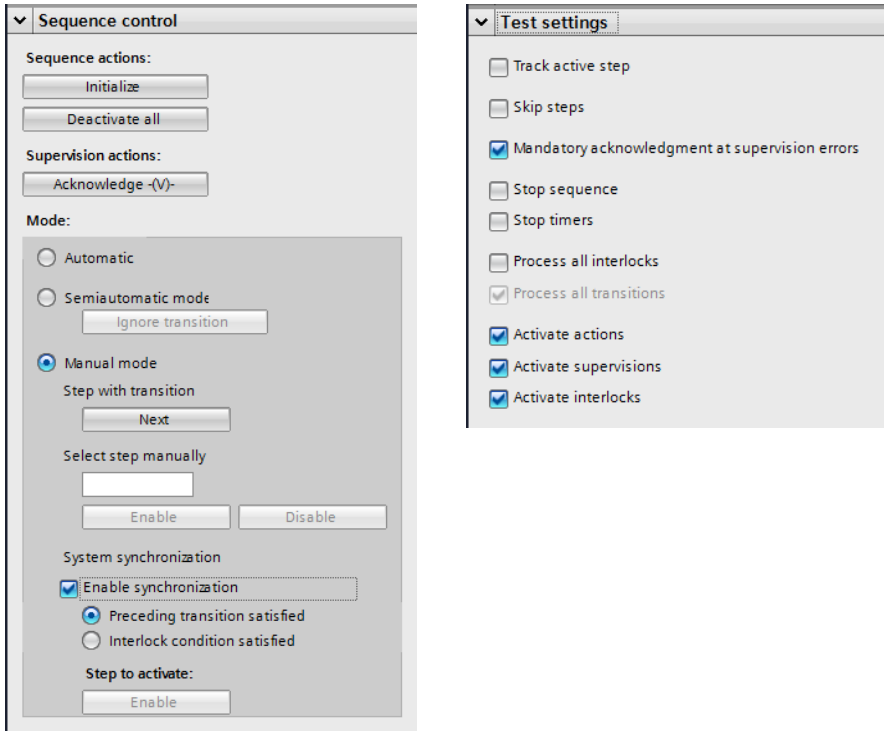 Sequence control
Sequence actions:
Initialize
Deactivate all
Supervision actions:
Acknowledge -(V)-
Mode:
Automatic
Semiautomatic mode
Ignore transition
Manual mode
Step with transition
Next
Select step manually
Enable Disable
System synchronization
Enable synchronization
Preceding transition satisfied
Interlock condition satisfied
Step to activate:
Enable
Test settings
Track active step
Skip steps
Mandatory acknowledgment at supervision errors
Stop sequence
Stop timers
Process all interlocks
Process all transitions
Activate actions
Activate supervisions
Activate interlocks